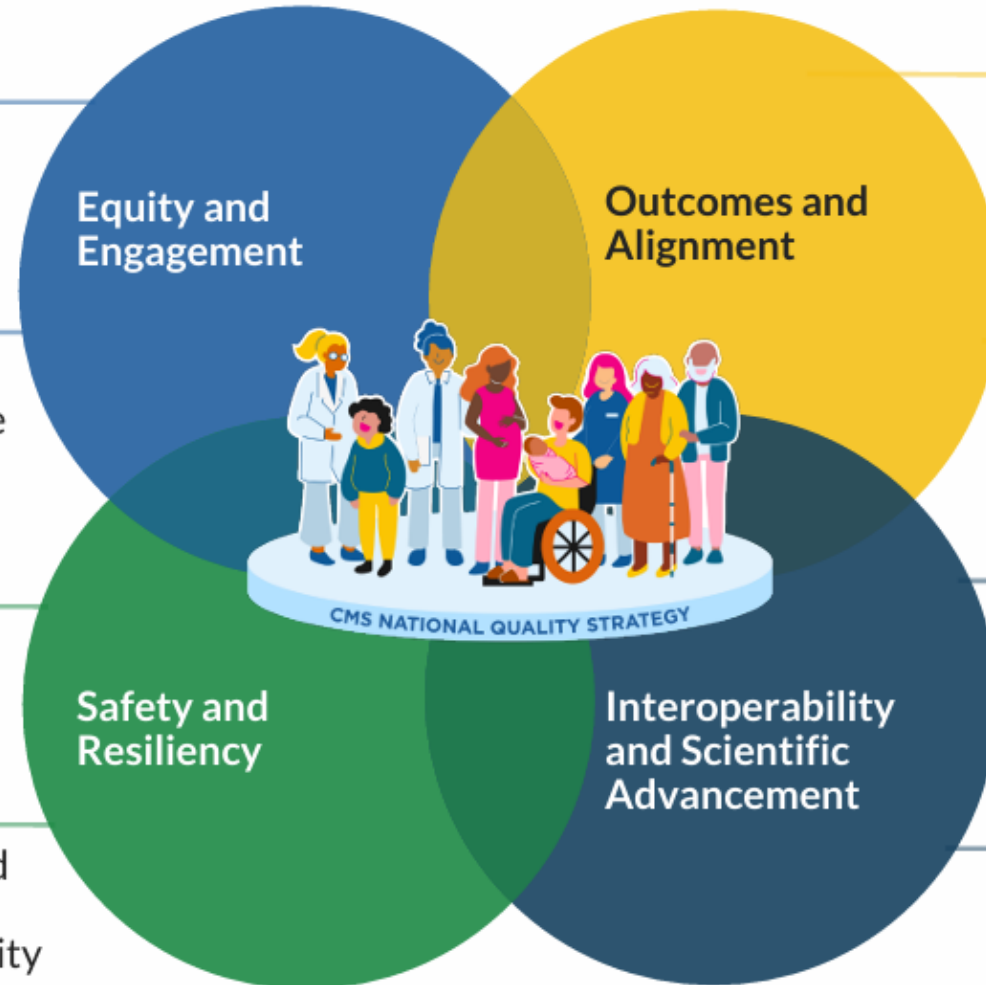 Equity and
Engagement
Outcomes and
Alignment
CMS NATIONAL QUALITY STRATEGY
Safety and
Resiliency
Interoperability
and Scientific
Advancement